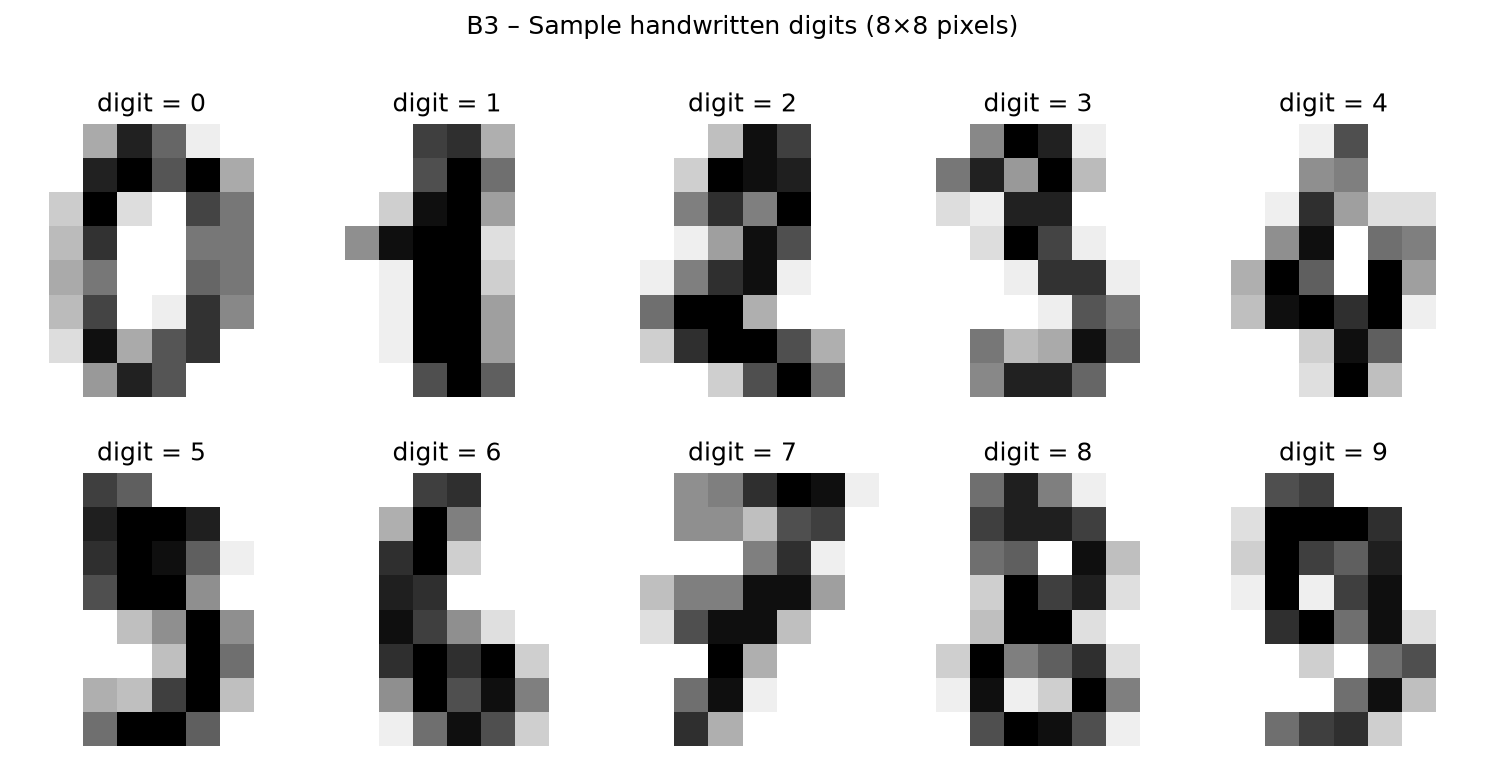 B3 – Sample handwritten digits (8×8 pixels)
digit = 0
digit = 1
digit = 2
digit = 3
digit = 4
digit = 5
digit = 6
digit = 7
digit = 8
digit = 9